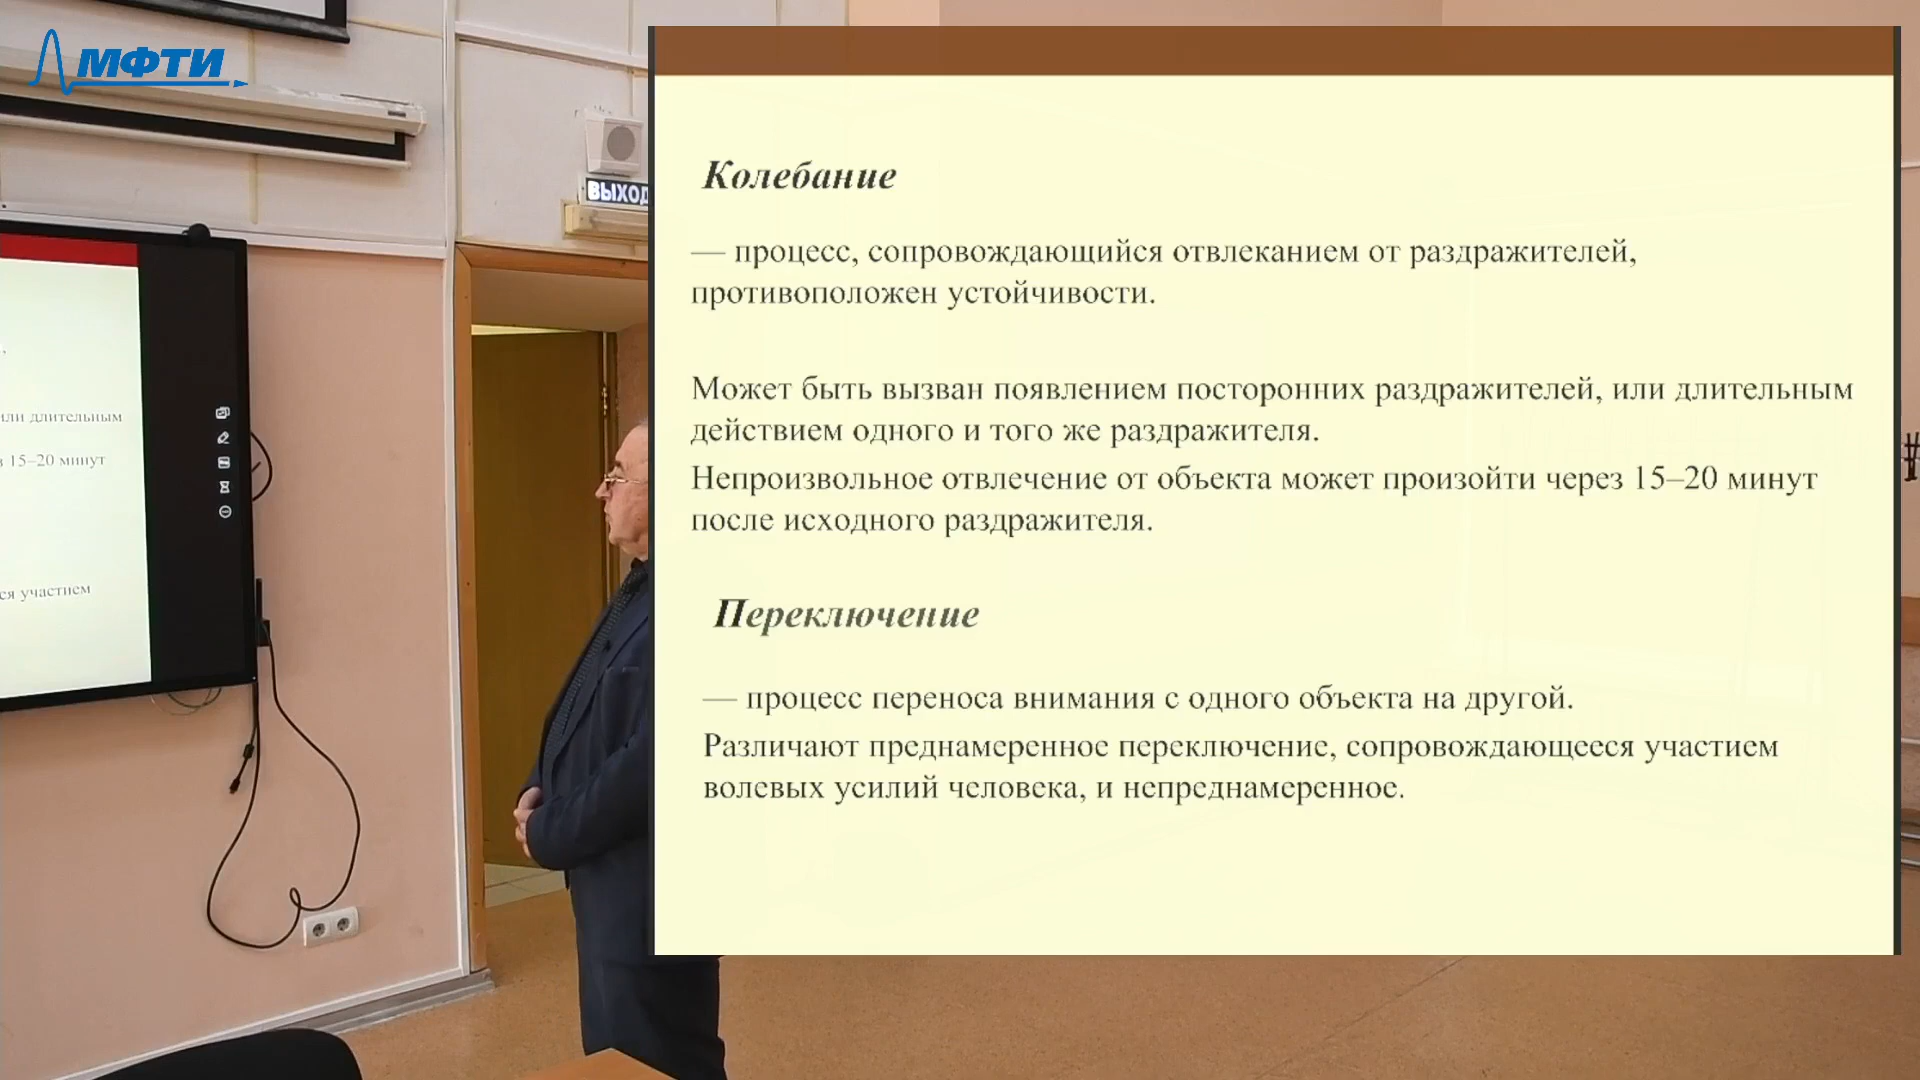 МФТИ
ВЫХОД
или длительным
15–20 минут
участием
Колебание
— процесс, сопровождающийся отвлеканием от раздражителей,
противоположен устойчивости.
Может быть вызван появлением посторонних раздражителей, или длительным
действием одного и того же раздражителя.
Непроизвольное отвлечение от объекта может произойти через 15–20 минут
после исходного раздражителя.
Переключение
— процесс переноса внимания с одного объекта на другой.
Различают преднамеренное переключение, сопровождающееся участием
волевых усилий человека, и непреднамеренное.